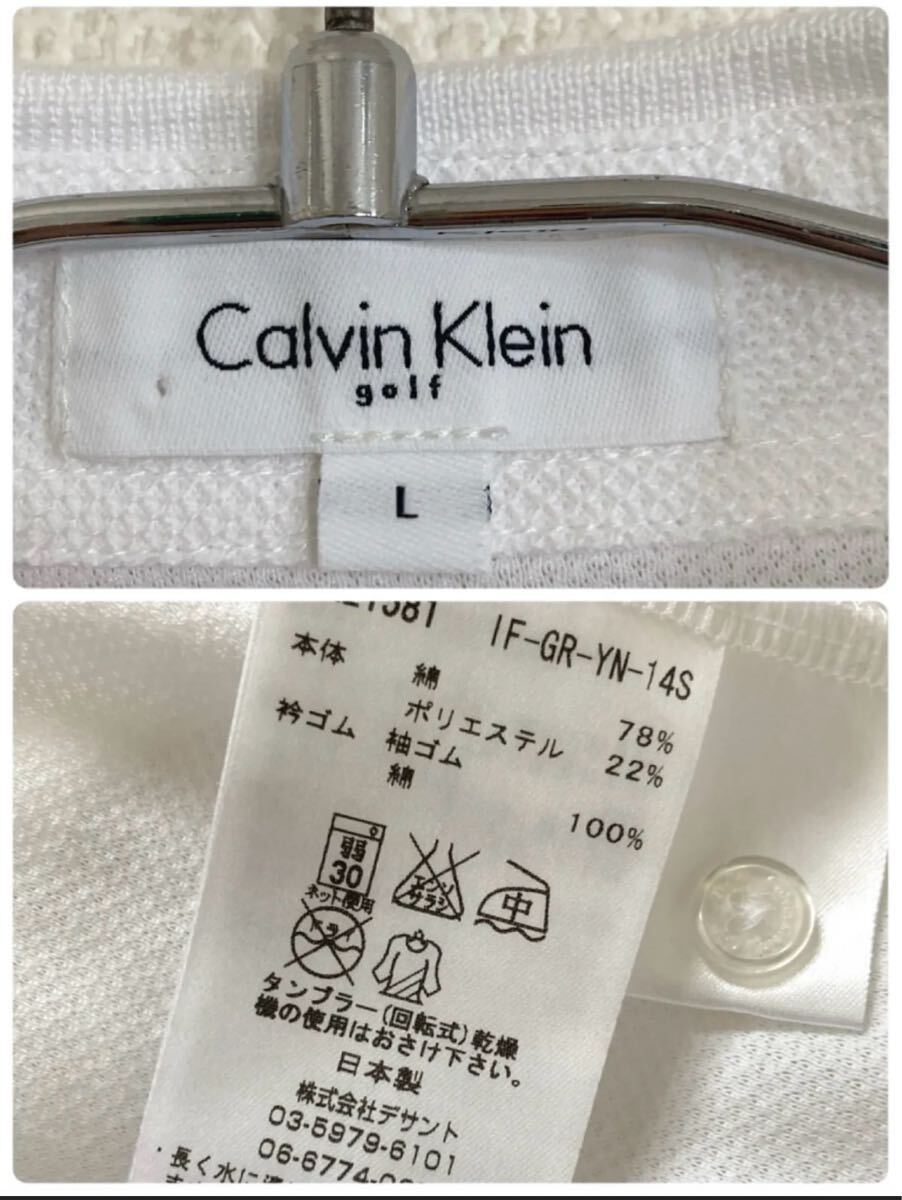 Calvin Klein
golf
L
IF-GR-YN-14S
本体 綿 78%
ポリエステル 22%
衿ゴム 袖ゴム
綿 100%
弱
30
ネット使用
エンソ
サラシ
中
ドライ
タンブラー(回転式)乾燥
機の使用はおさけ下さい。
日本製
株式会社デサント
03-5979-6101
06-6774-0
・長く水に